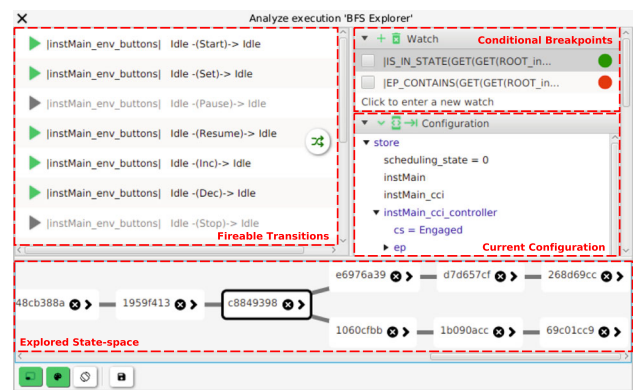 Analyze execution 'BFS Explorer'
|instMain_env_buttons| Idle -(Start)-> Idle
|instMain_env_buttons| Idle -(Set)-> Idle
|instMain_env_buttons| Idle -(Pause)-> Idle
|instMain_env_buttons| Idle -(Resume)-> Idle
|instMain_env_buttons| Idle -(Inc)-> Idle
|instMain_env_buttons| Idle -(Dec)-> Idle
|instMain_env_buttons| Idle -(Stop)-> Idle
Fireable Transitions
Watch
Conditional Breakpoints
|IS_IN_STATE(GET(GET(ROOT_in...
|EP_CONTAINS(GET(GET(ROOT_in...
Click to enter a new watch
Configuration
store
scheduling_state = 0
instMain
instMain_cci
instMain_cci_controller
cs = Engaged
ep
Current Configuration
e6976a39
d7d657cf
268d69cc
48cb388a
1959f413
c8849398
1060cfbb
1b090acc
69c01cc9
Explored State-space